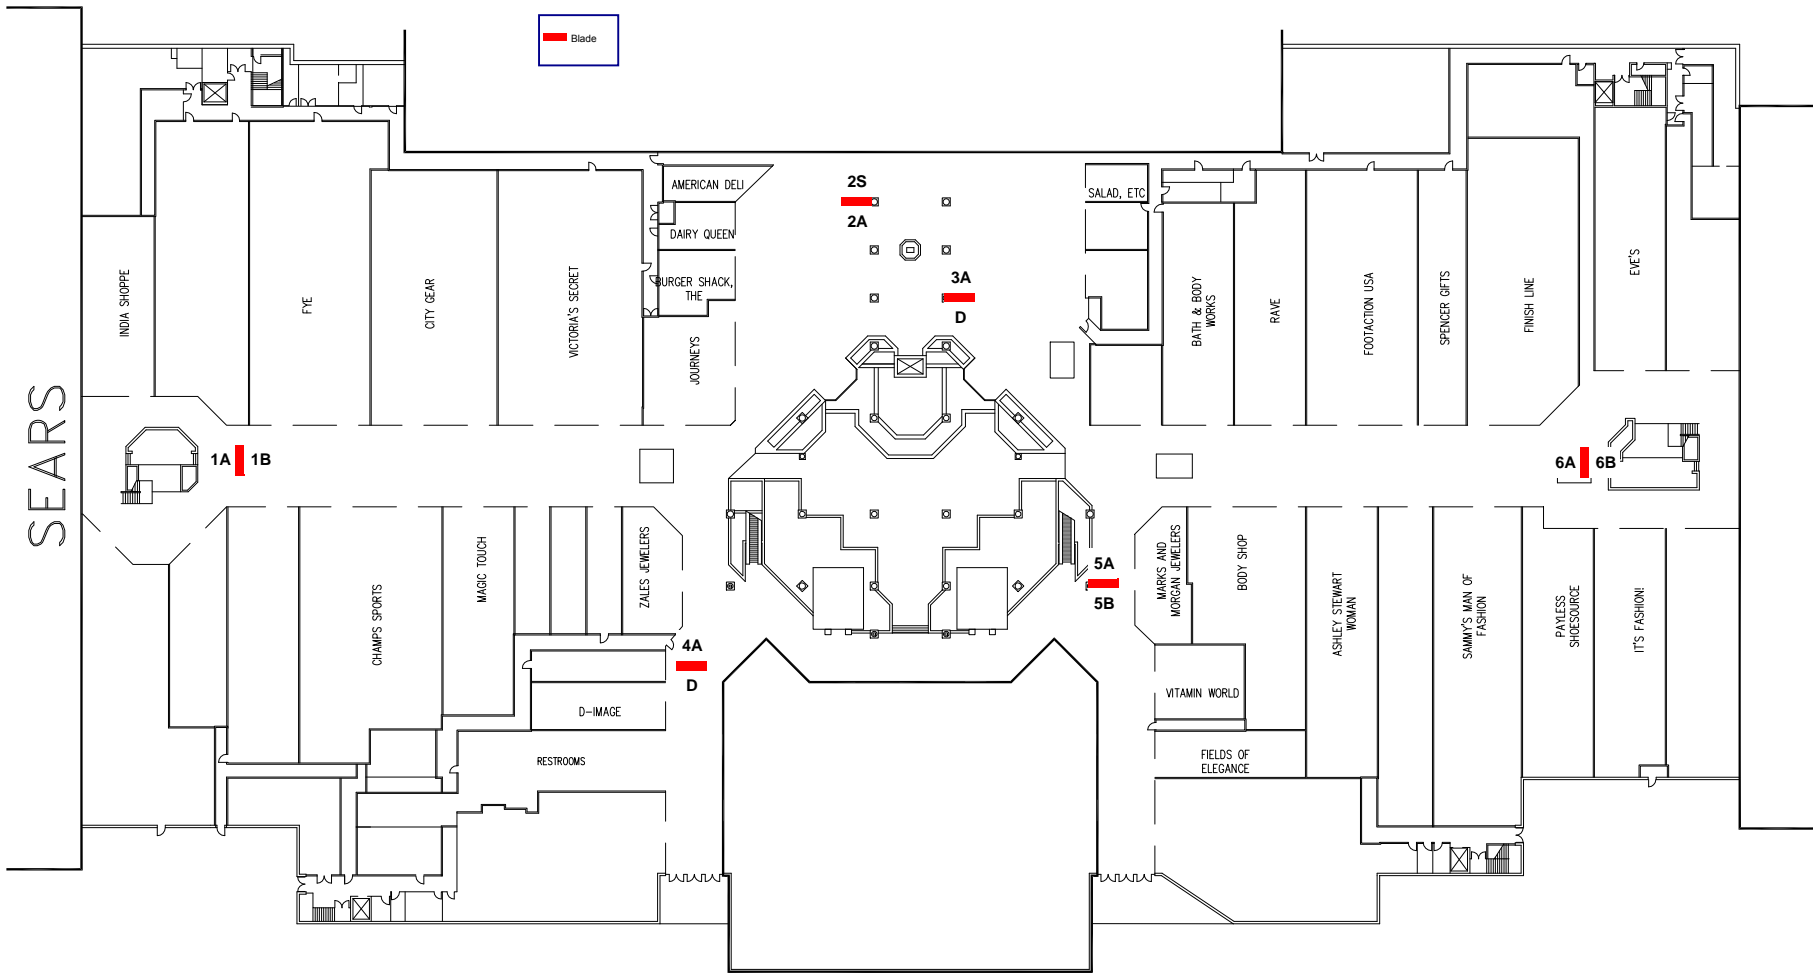 Blade
AMERICAN DELI
DAIRY QUEEN
BURGER SHACK,
THE
2S
2A
3A
D
SALAD, ETC
SEARS
INDIA SHOPPE
FYE
CITY GEAR
VICTORIA'S SECRET
JOURNEYS
BATH & BODY
WORKS
RAVE
FOOTACTION USA
SPENCER GIFTS
FINISH LINE
EVE'S
1A
1B
6A
6B
CHAMPS SPORTS
MAGIC TOUCH
ZALES JEWELERS
4A
D
D-IMAGE
RESTROOMS
5A
5B
MARKS AND
MORGAN JEWELERS
BODY SHOP
VITAMIN WORLD
FIELDS OF
ELEGANCE
ASHLEY STEWART
WOMAN
SAMMY'S MAN OF
FASHION
PAYLESS
SHOESOURCE
IT'S FASHION!